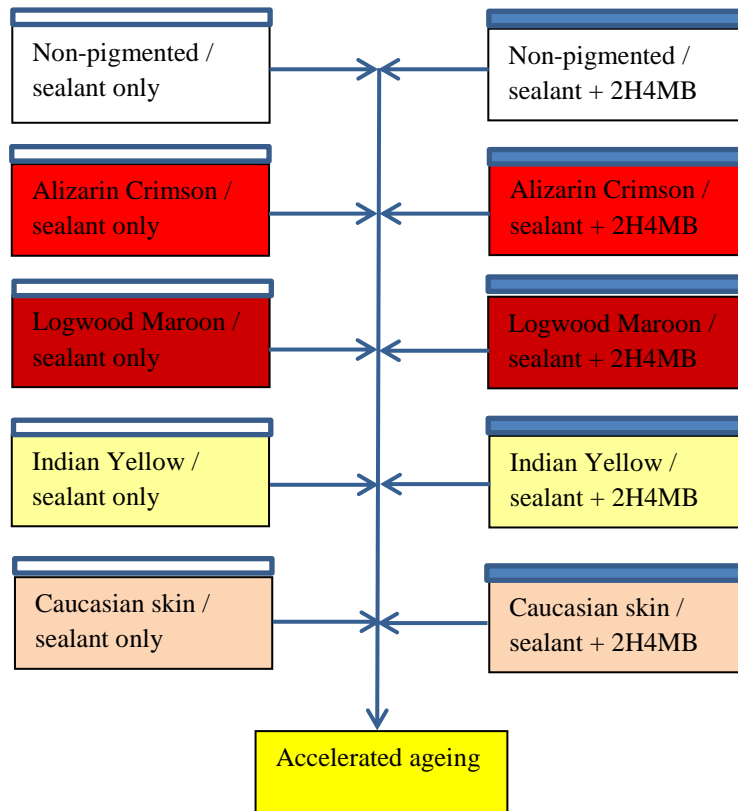 Non-pigmented /
sealant only
Non-pigmented /
sealant + 2H4MB
Alizarin Crimson /
sealant only
Alizarin Crimson /
sealant + 2H4MB
Logwood Maroon /
sealant only
Logwood Maroon /
sealant + 2H4MB
Indian Yellow /
sealant only
Indian Yellow /
sealant + 2H4MB
Caucasian skin /
sealant only
Caucasian skin /
sealant + 2H4MB
Accelerated ageing